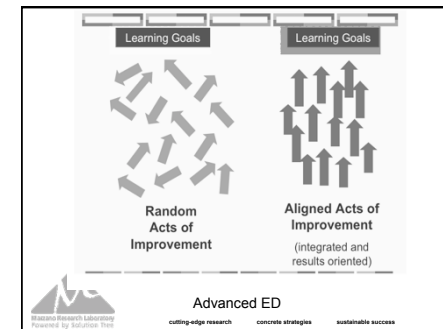 Learning Goals
Learning Goals
Random
Acts of
Improvement
Aligned Acts of
Improvement
(integrated and
results oriented)
Marzano Research Laboratory
Powered by Solution Tree
Advanced ED
cutting-edge research concrete strategies sustainable success